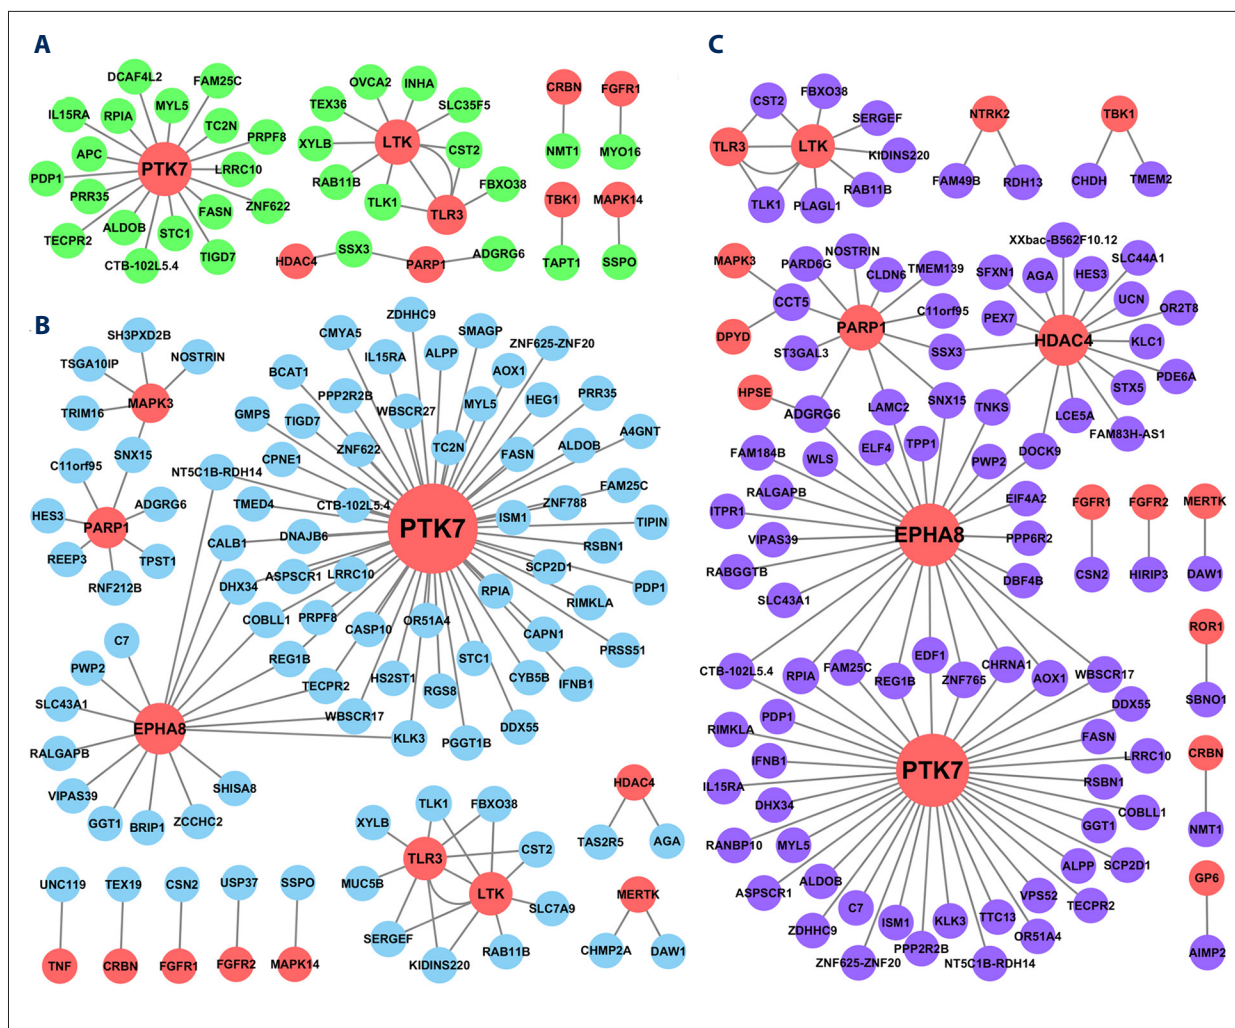 A
DCAF4L2
FAM25C
IL15RA
RPIA
MYL5
TC2N
PRPF8
APC
PTK7
LRRC10
PDP1
PRR35
FASN
ZNF622
ALDOB
STC1
TECPR2
TIGD7
CTB-102L5.4
OVCA2
INHA
TEX36
SLC35F5
XYLB
LTK
CST2
RAB11B
FBXO38
TLK1
TLR3
HDAC4
SSX3
PARP1
ADGRG6
CRBN
FGFR1
NMT1
MYO16
TBK1
MAPK14
TAPT1
SSPO
B
SH3PXD2B
TSGA10IP
NOSTRIN
MAPK3
TRIM16
SNX15
C11orf95
ADGRG6
HES3
PARP1
REEP3
TPST1
RNF212B
ZDHHC9
CMYA5
SMAGP
IL15RA
ALPP
ZNF625-ZNF20
BCAT1
AOX1
PPP2R2B
HEG1
PRR35
GMPS
WBSCR27
MYL5
TIGD7
A4GNT
ZNF622
TC2N
FASN
ALDOB
CPNE1
NT5C1B-RDH14
FAM25C
TMED4
CTB-102L5.4
ZNF788
ISM1
TIPIN
PTK7
DNAJB6
CALB1
RSBN1
ASPSCR1
LRRC10
SCP2D1
DHX34
PDP1
RPIA
RIMKLA
COBLL1
PRPF8
OR51A4
CASP10
CAPN1
PRSS51
REG1B
STC1
HS2ST1
CYB5B
IFNB1
TECPR2
RGS8
WBSCR17
DDX55
KLK3
PGGT1B
C7
PWP2
SLC43A1
EPHA8
RALGAPB
SHISA8
VIPAS39
GGT1
BRIP1
ZCCHC2
UNC119
TEX19
CSN2
USP37
SSPO
TNF
CRBN
FGFR1
FGFR2
MAPK14
TLK1
FBXO38
XYLB
CST2
TLR3
MUC5B
LTK
SLC7A9
SERGEF
RAB11B
KIDINS220
HDAC4
TAS2R5
AGA
MERTK
CHMP2A
DAW1
C
CST2
FBXO38
SERGEF
TLR3
LTK
KIDINS220
RAB11B
TLK1
PLAGL1
NTRK2
FAM49B
RDH13
TBK1
CHDH
TMEM2
XXbac-B562F10.12
NOSTRIN
MAPK3
PARD6G
CLDN6
TMEM139
SFXN1
AGA
HES3
SLC44A1
CCT5
UCN
C11orf95
OR2T8
PEX7
PARP1
DPYD
HDAC4
KLC1
ST3GAL3
SSX3
PDE6A
STX5
HPSE
ADGRG6
LAMC2
SNX15
TNKS
LCE5A
FAM83H-AS1
FAM184B
WLS
ELF4
TPP1
PWP2
DOCK9
RALGAPB
EIF4A2
ITPR1
VIPAS39
EPHA8
PPP6R2
RABGGTB
DBF4B
SLC43A1
FGFR1
FGFR2
MERTK
CSN2
HIRIP3
DAW1
EDF1
CTB-102L5.4
RPIA
FAM25C
REG1B
ZNF765
CHRNA1
AOX1
WBSCR17
DDX55
PDP1
RIMKLA
FASN
IFNB1
LRRC10
PTK7
IL15RA
RSBN1
DHX34
COBLL1
GGT1
RANBP10
MYL5
ALPP
SCP2D1
ASPSCR1
ALDOB
VPS52
TECPR2
C7
ISM1
KLK3
TTC13
ZDHHC9
OR51A4
PPP2R2B
ZNF625-ZNF20
NT5C1B-RDH14
ROR1
SBNO1
CRBN
NMT1
GP6
AIMP2